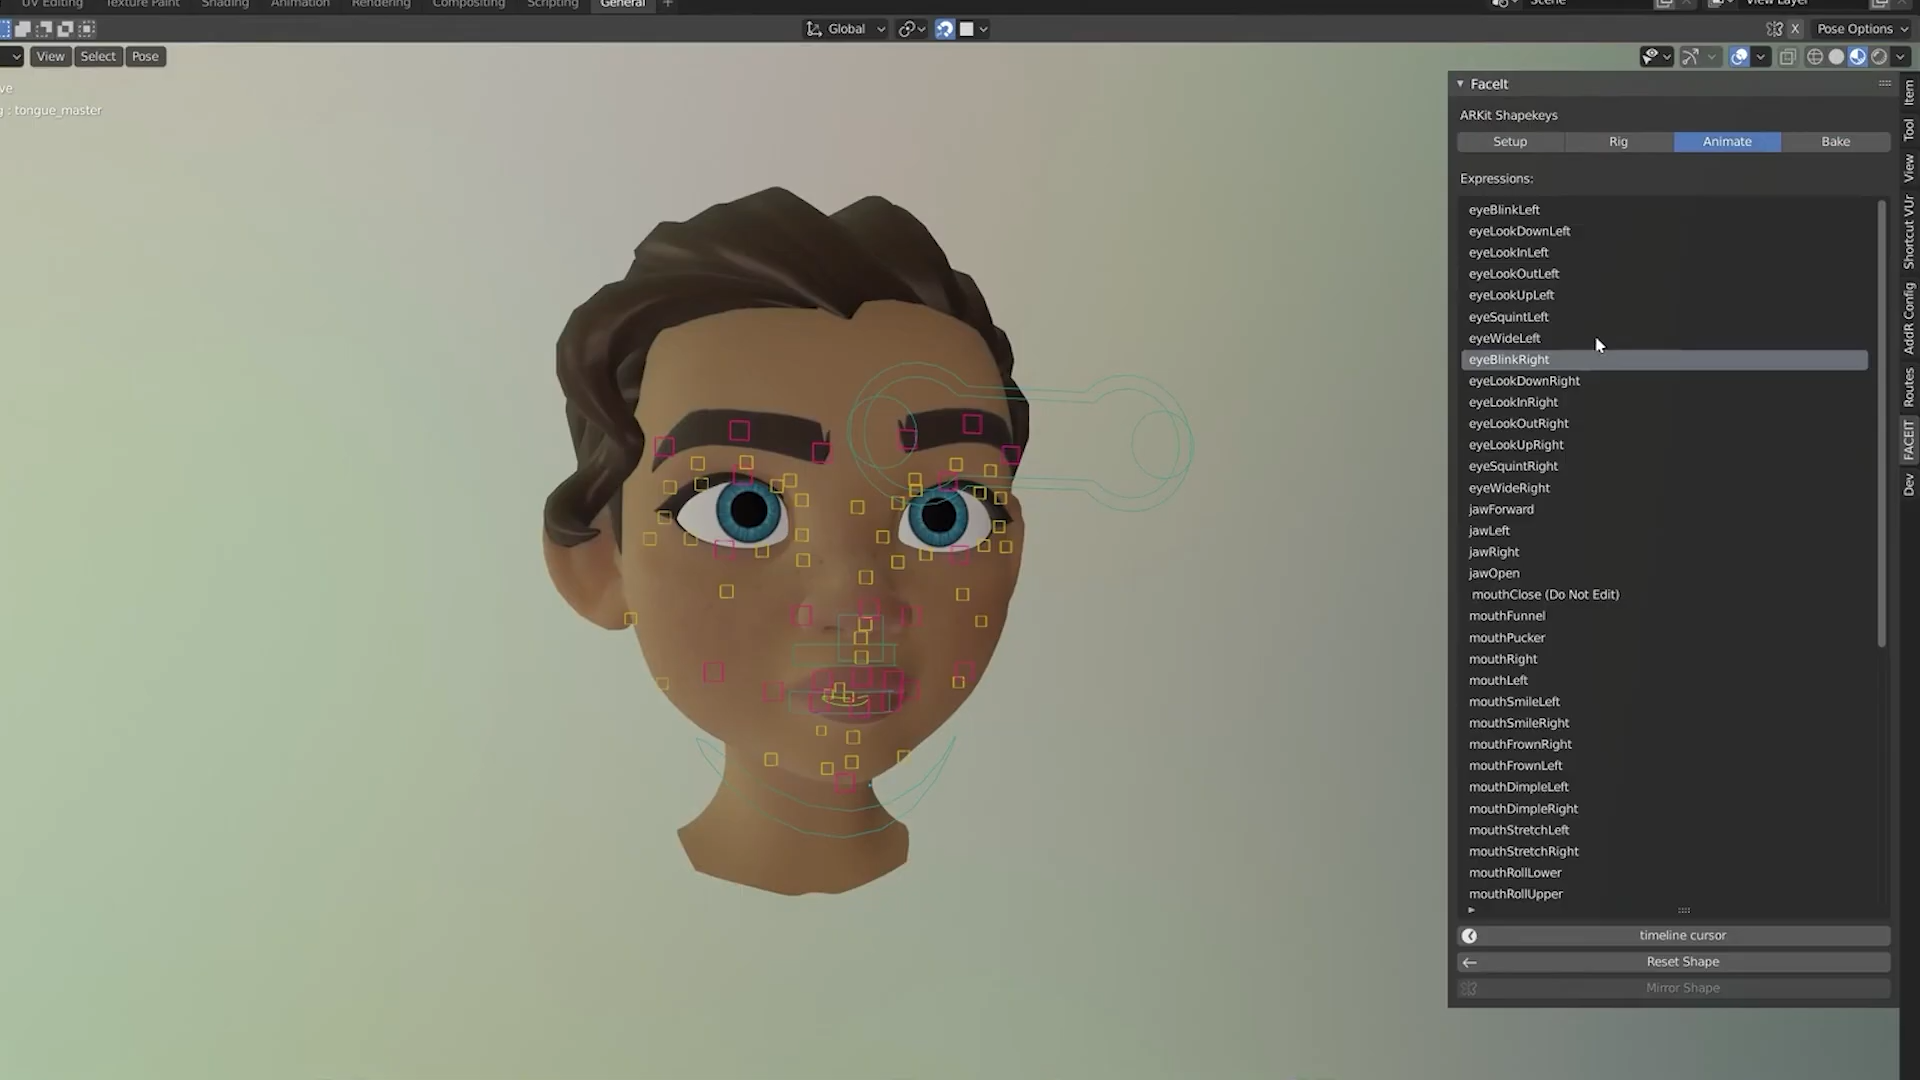 UV Editing Texture Paint Shading Animation Rendering Compositing Scripting General + Scene View Layer
Global X Pose Options
View Select Pose
ve
g : tongue_master
FaceIt
ARKit Shapekeys
Setup Rig Animate Bake
Expressions:
eyeBlinkLeft
eyeLookDownLeft
eyeLookInLeft
eyeLookOutLeft
eyeLookUpLeft
eyeSquintLeft
eyeWideLeft
eyeBlinkRight
eyeLookDownRight
eyeLookInRight
eyeLookOutRight
eyeLookUpRight
eyeSquintRight
eyeWideRight
jawForward
jawLeft
jawRight
jawOpen
mouthClose (Do Not Edit)
mouthFunnel
mouthPucker
mouthRight
mouthLeft
mouthSmileLeft
mouthSmileRight
mouthFrownRight
mouthFrownLeft
mouthDimpleLeft
mouthDimpleRight
mouthStretchLeft
mouthStretchRight
mouthRollLower
mouthRollUpper
timeline cursor
Reset Shape
Mirror Shape
Item
Tool
View
Shortcut VUr
AddR Config
Routes
FACEIT
Dev